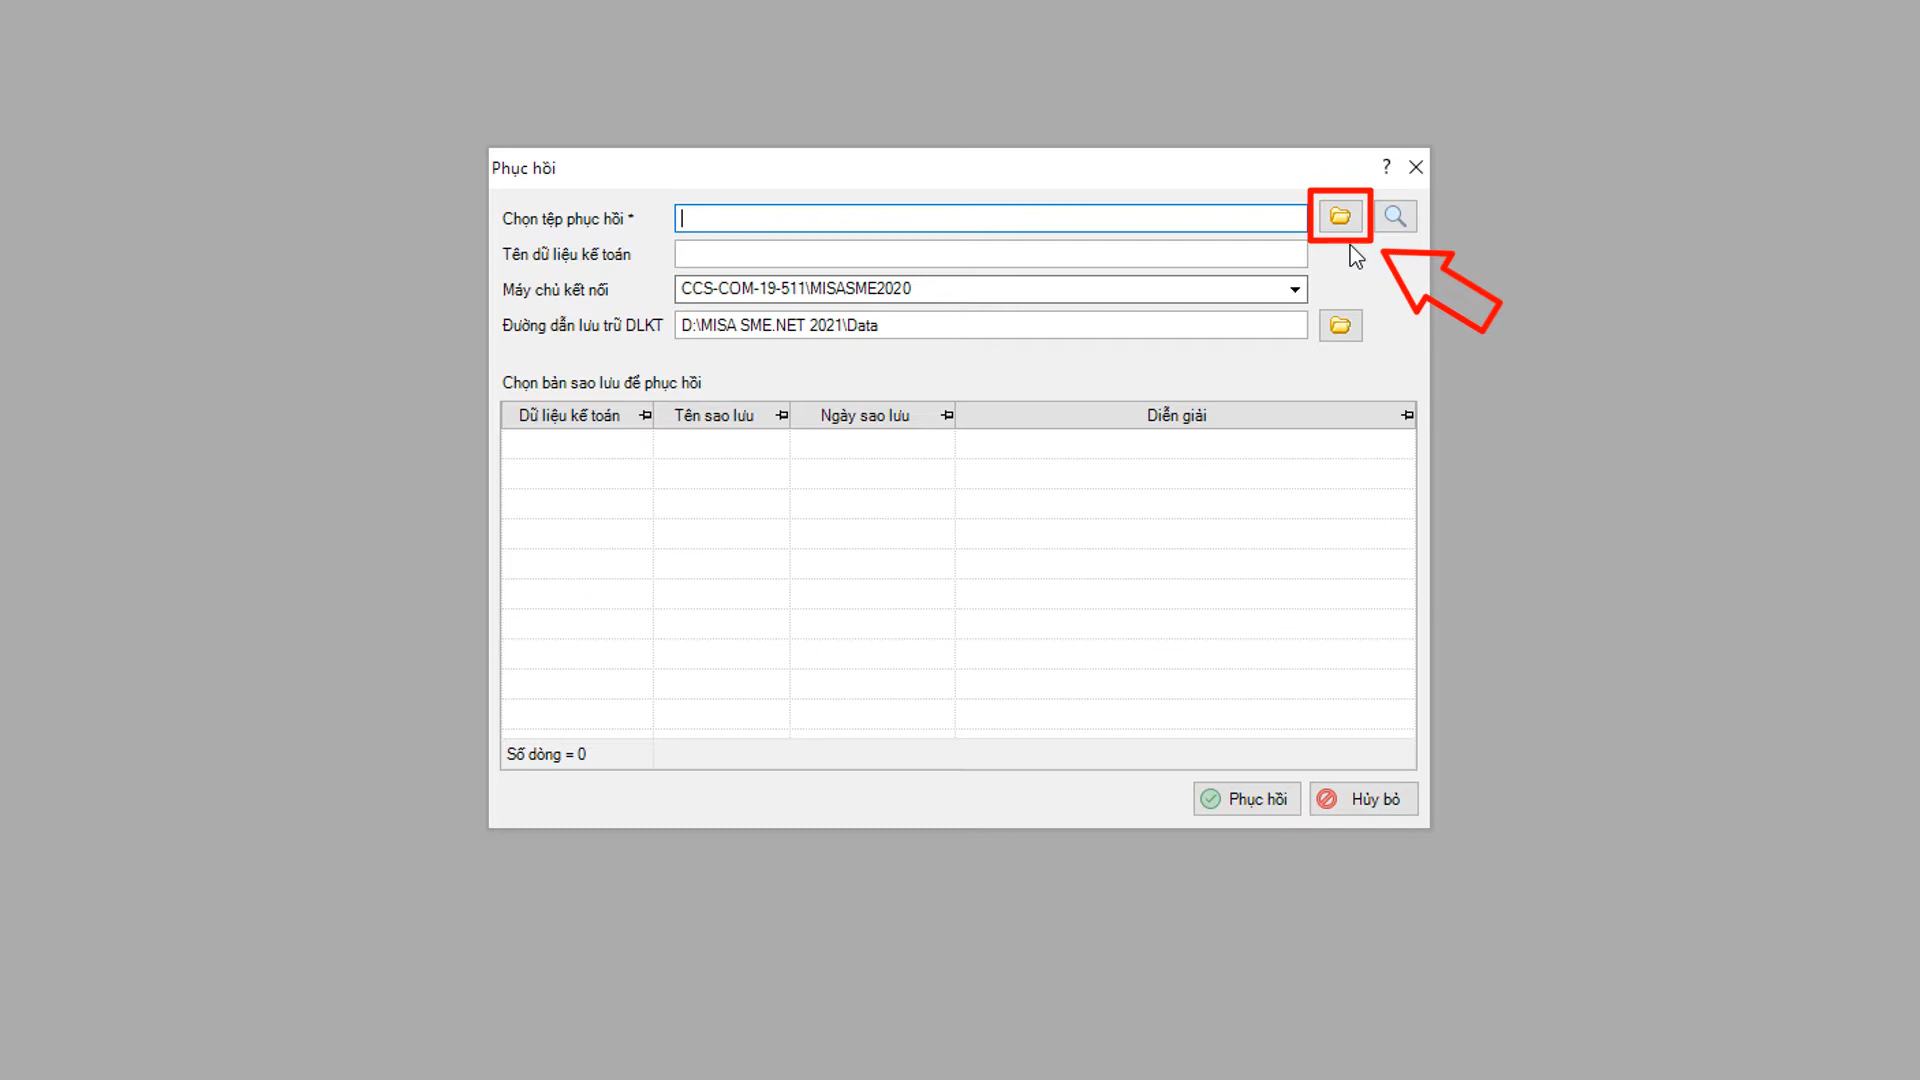 Phục hồi
?
Chọn tệp phục hồi *
Tên dữ liệu kế toán
Máy chủ kết nối CCS-COM-19-511\MISASME2020
Đường dẫn lưu trữ DLKT D:\MISA SME.NET 2021\Data
Chọn bản sao lưu để phục hồi
Dữ liệu kế toán Tên sao lưu Ngày sao lưu Diễn giải
Số dòng = 0
Phục hồi Hủy bỏ